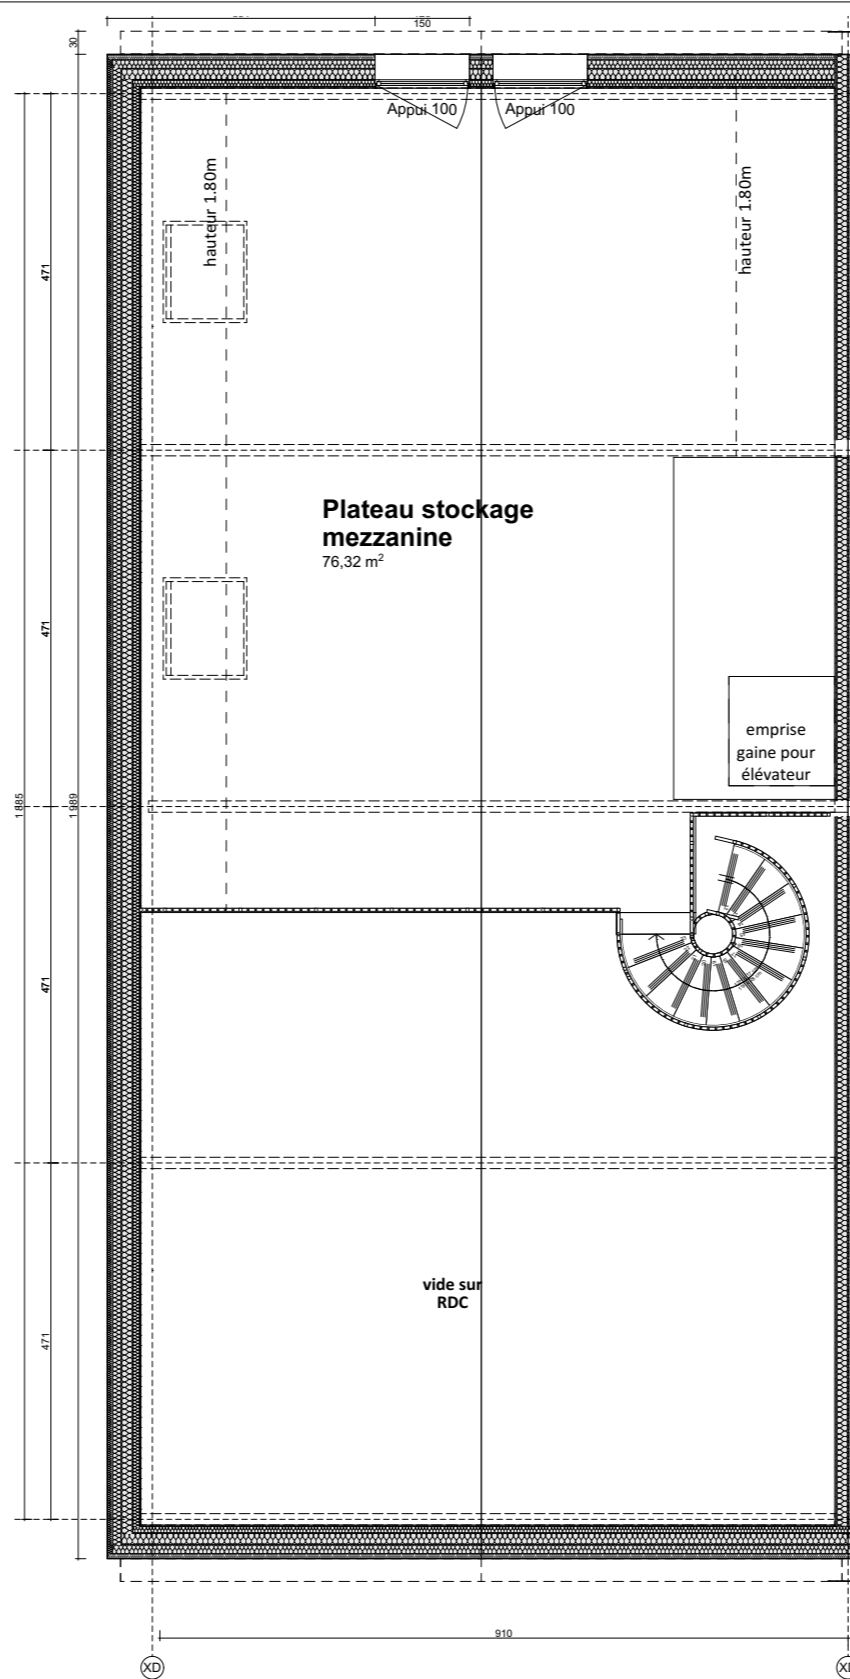 150
30
Appui 100
Appui 100
hauteur 1.80m
hauteur 1.80m
471
Plateau stockage
mezzanine
76,32 m²
471
emprise
gaine pour
élévateur
1 885
1 989
471
vide sur
RDC
471
910
XD